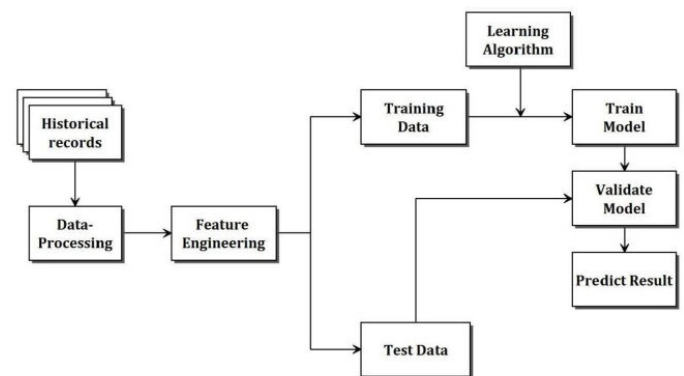 Learning
Algorithm
Historical
records
Training
Data
Train
Model
Data-
Processing
Feature
Engineering
Validate
Model
Predict Result
Test Data